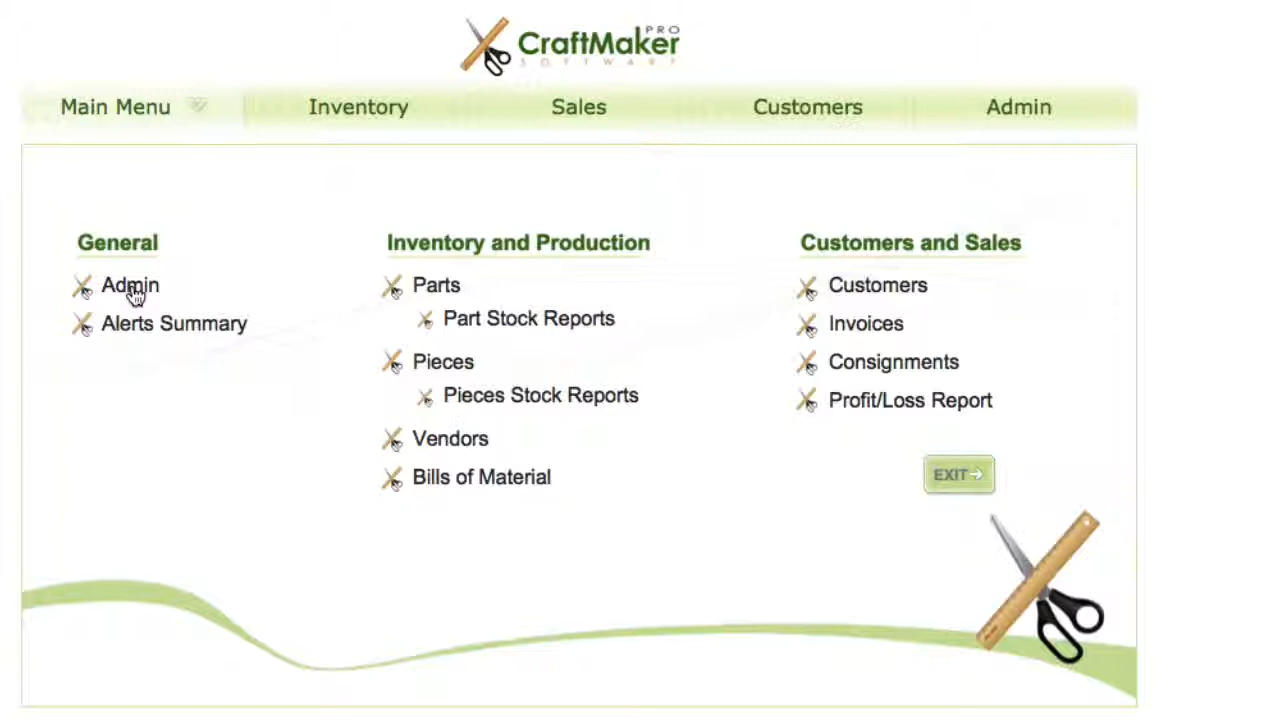 PRO
CraftMaker
SOFTWARE
Main Menu
Inventory
Sales
Customers
Admin
General
Admin
Alerts Summary
Inventory and Production
Parts
Part Stock Reports
Pieces
Pieces Stock Reports
Vendors
Bills of Material
Customers and Sales
Customers
Invoices
Consignments
Profit/Loss Report
EXIT